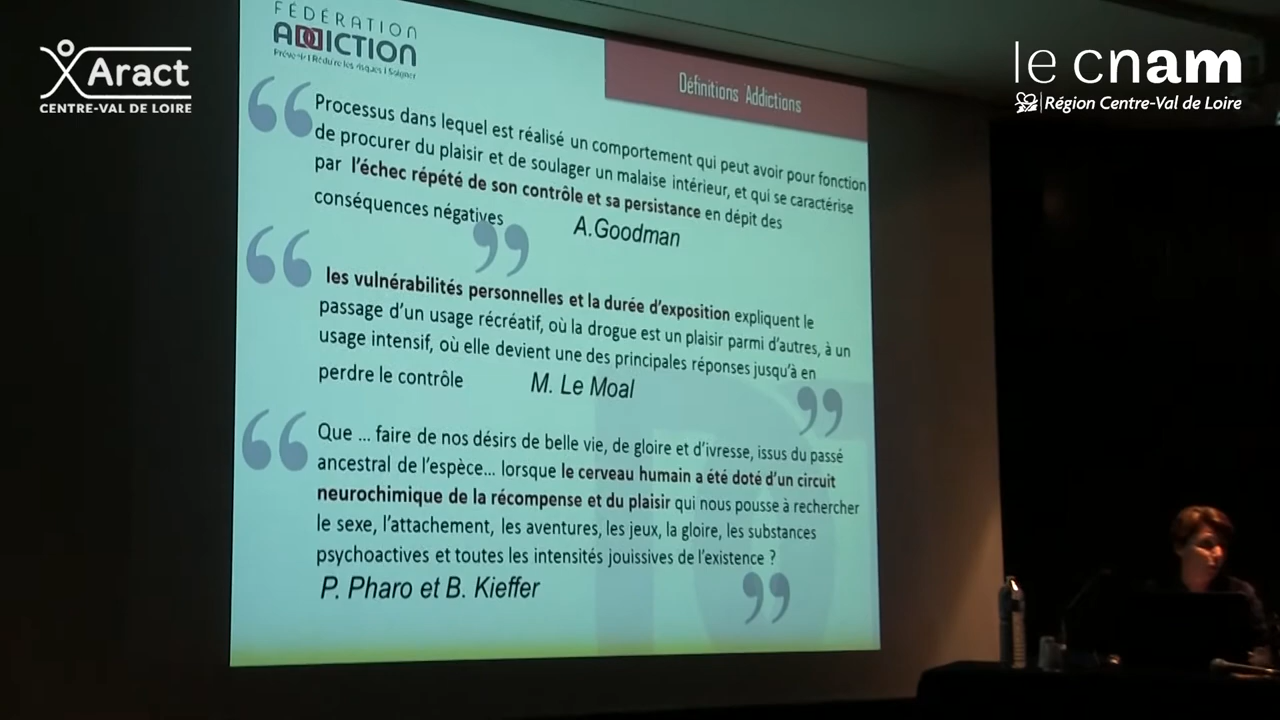 Aract
CENTRE-VAL DE LOIRE
FÉDÉRATION
ADDICTION
Prévenir I Réduire les risques I Soigner
Définitions Addictions
le cnam
Région Centre-Val de Loire
“ Processus dans lequel est réalisé un comportement qui peut avoir pour fonction
de procurer du plaisir et de soulager un malaise intérieur, et qui se caractérise
par l’échec répété de son contrôle et sa persistance en dépit des
conséquences négatives ” A.Goodman
“ les vulnérabilités personnelles et la durée d’exposition expliquent le
passage d’un usage récréatif, où la drogue est un plaisir parmi d’autres, à un
usage intensif, où elle devient une des principales réponses jusqu’à en
perdre le contrôle M. Le Moal ”
“ Que ... faire de nos désirs de belle vie, de gloire et d’ivresse, issus du passé
ancestral de l’espèce... lorsque le cerveau humain a été doté d’un circuit
neurochimique de la récompense et du plaisir qui nous pousse à rechercher
le sexe, l’attachement, les aventures, les jeux, la gloire, les substances
psychoactives et toutes les intensités jouissives de l’existence ?
P. Pharo et B. Kieffer ”